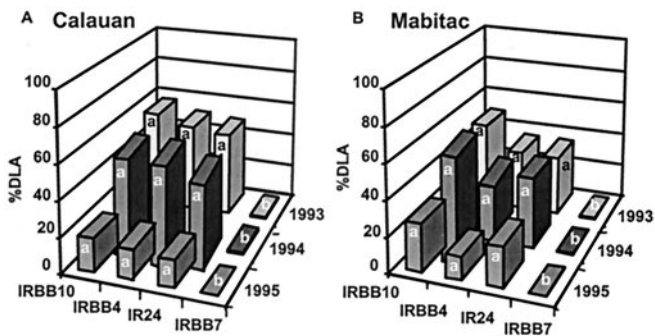 A Calauan
%DLA
100
80
60
40
20
0
a a a b
a a a b
a a a b
1993
1994
1995
IRBB10
IRBB4
IR24
IRBB7
B Mabitac
%DLA
100
80
60
40
20
0
a a a b
a a a b
a a a b
1993
1994
1995
IRBB10
IRBB4
IR24
IRBB7